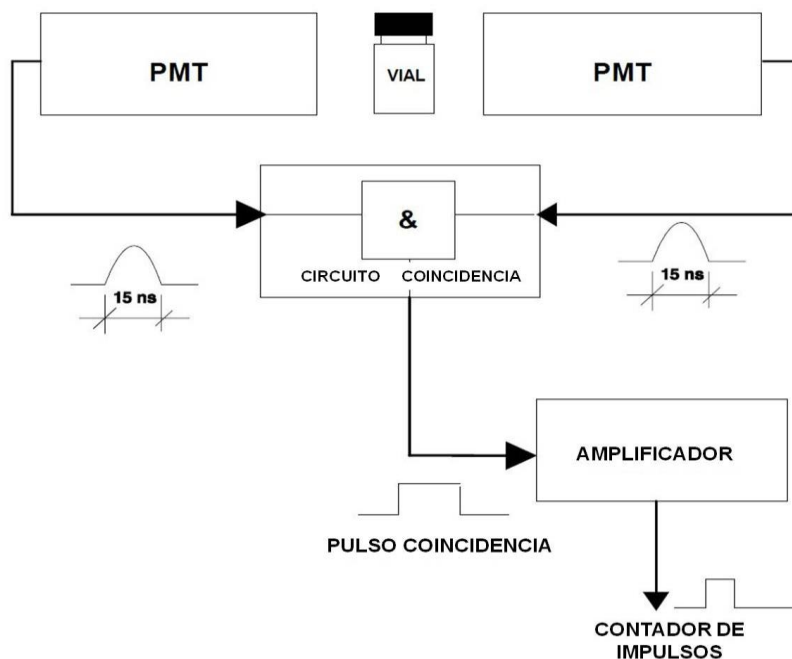 PMT
VIAL
PMT
&
CIRCUITO COINCIDENCIA
15 ns
15 ns
AMPLIFICADOR
PULSO COINCIDENCIA
CONTADOR DE
IMPULSOS